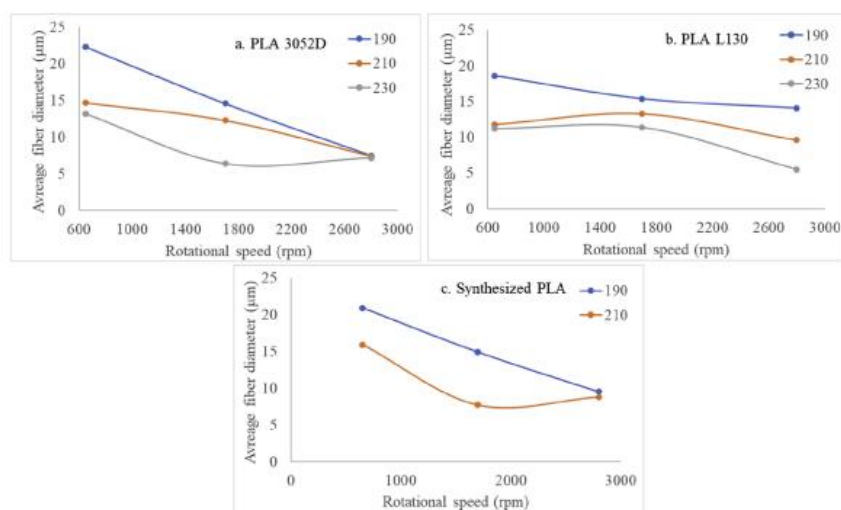 a. PLA 3052D
190
210
230
25
20
15
10
5
0
600 1000 1400 1800 2200 2600 3000
Rotational speed (rpm)
Avreage fiber diameter (μm)
b. PLA L130
190
210
230
25
20
15
10
5
0
600 1000 1400 1800 2200 2600 3000
Rotational speed (rpm)
Avreage fiber diameter (μm)
c. Synthesized PLA
190
210
25
20
15
10
5
0
0 1000 2000 3000
Rotational speed (rpm)
Avreage fiber diameter (μm)